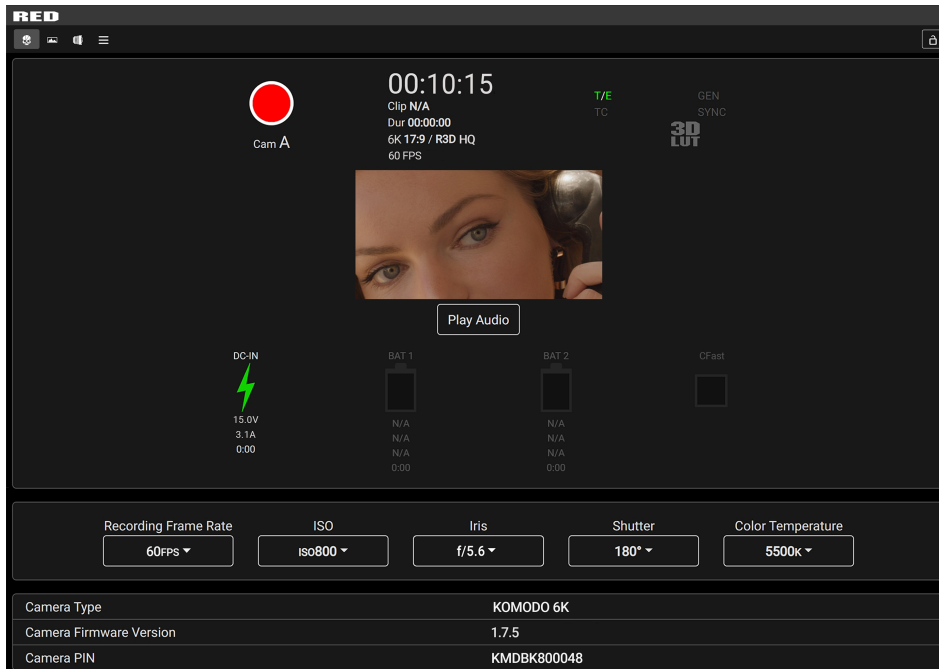 RED
00:10:15
Clip N/A
Dur 00:00:00
6K 17:9 / R3D HQ
60 FPS
Cam A
T/E
TC
GEN
SYNC
3D
LUT
Play Audio
DC-IN
15.0V
3.1A
0:00
BAT 1
N/A
N/A
N/A
0:00
BAT 2
N/A
N/A
N/A
0:00
CFast
Recording Frame Rate
60FPS
ISO
ISO800
Iris
f/5.6
Shutter
180°
Color Temperature
5500K
Camera Type KOMODO 6K
Camera Firmware Version 1.7.5
Camera PIN KMDBK800048